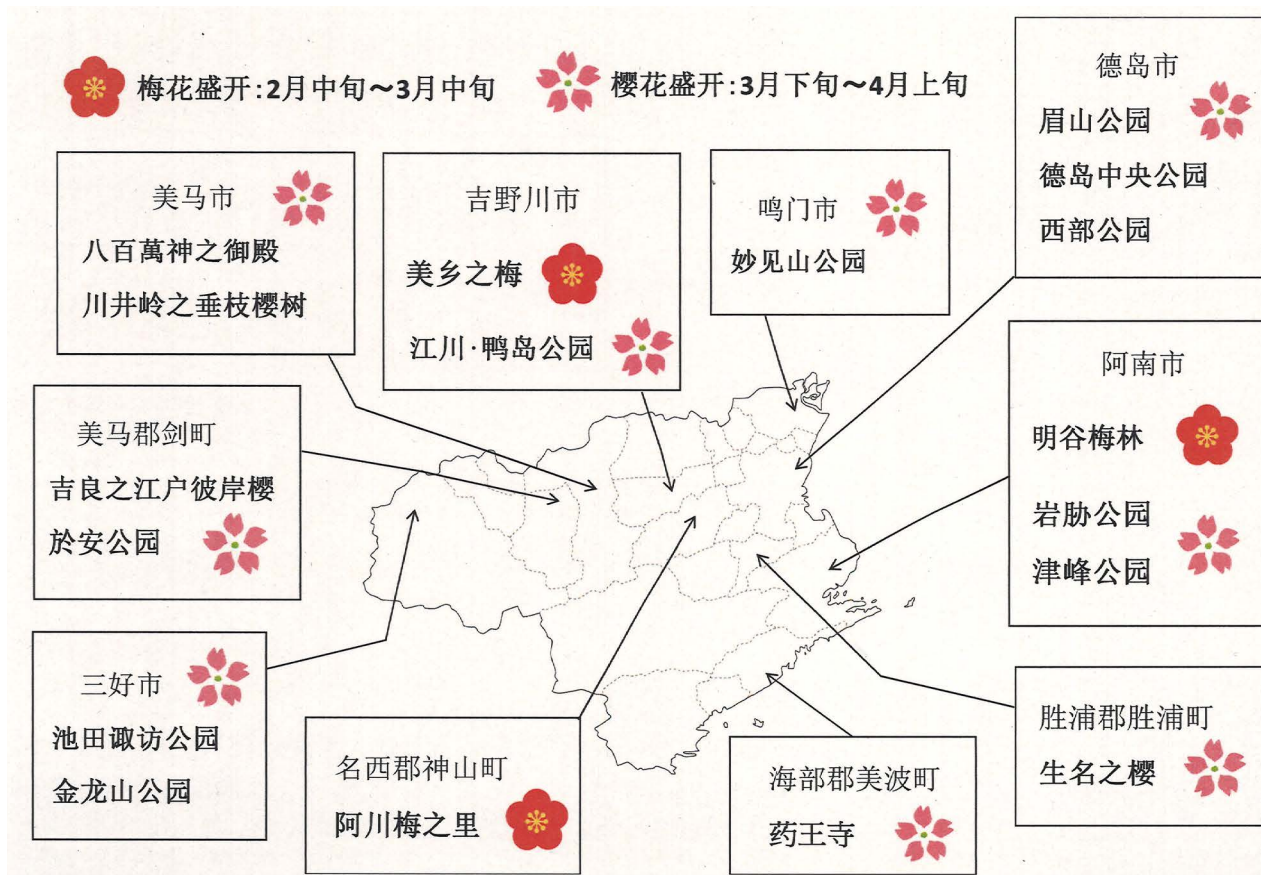 梅花盛开:2月中旬～3月中旬
樱花盛开:3月下旬～4月上旬
德岛市
眉山公园
德岛中央公园
西部公园
美马市
八百萬神之御殿
川井岭之垂枝樱树
吉野川市
美乡之梅
江川·鸭岛公园
鸣门市
妙见山公园
阿南市
明谷梅林
岩胁公园
津峰公园
美马郡剑町
吉良之江户彼岸樱
於安公园
三好市
池田诹访公园
金龙山公园
名西郡神山町
阿川梅之里
海部郡美波町
药王寺
胜浦郡胜浦町
生名之樱